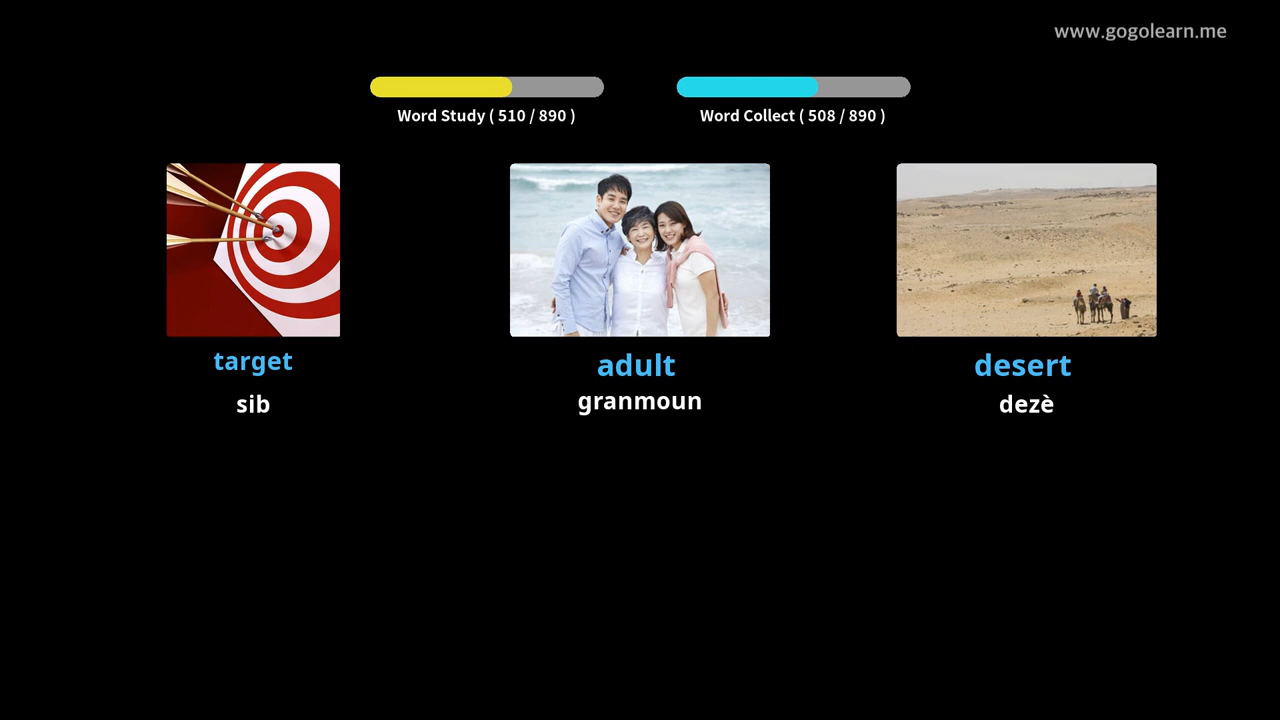 www.gogolearn.me
Word Study ( 510 / 890 )
Word Collect ( 508 / 890 )
target
sib
adult
granmoun
desert
dezè